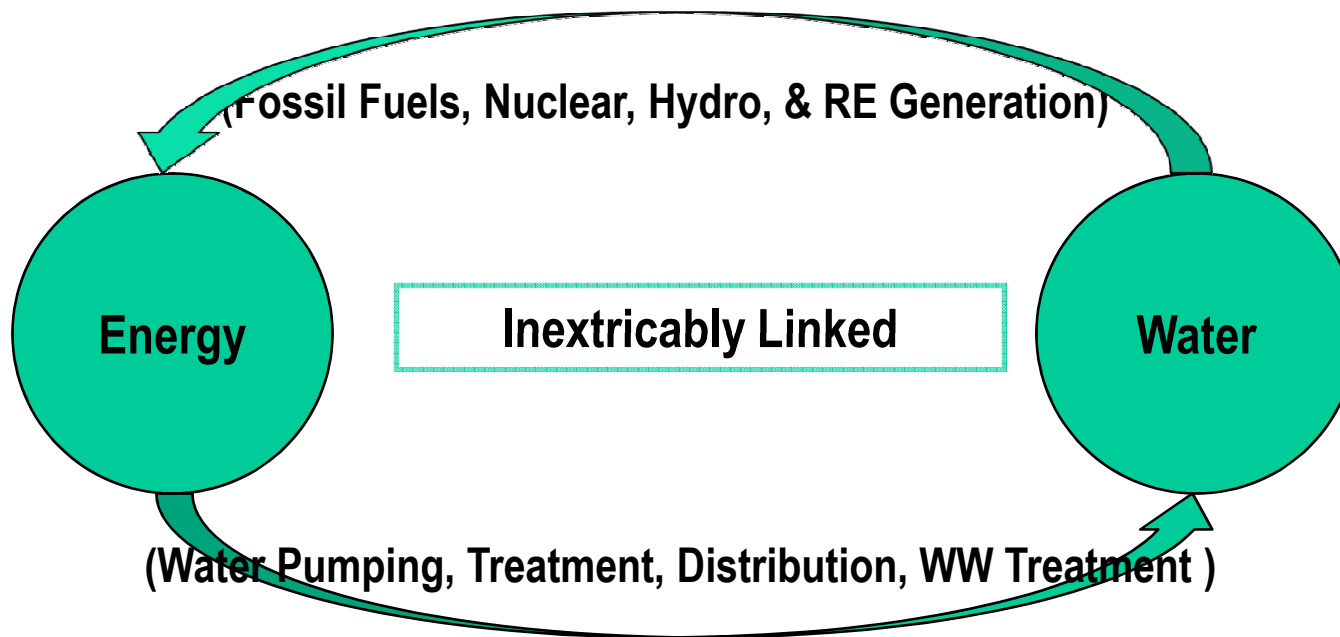 (Fossil Fuels, Nuclear, Hydro, & RE Generation)
Energy
Inextricably Linked
Water
(Water Pumping, Treatment, Distribution, WW Treatment )